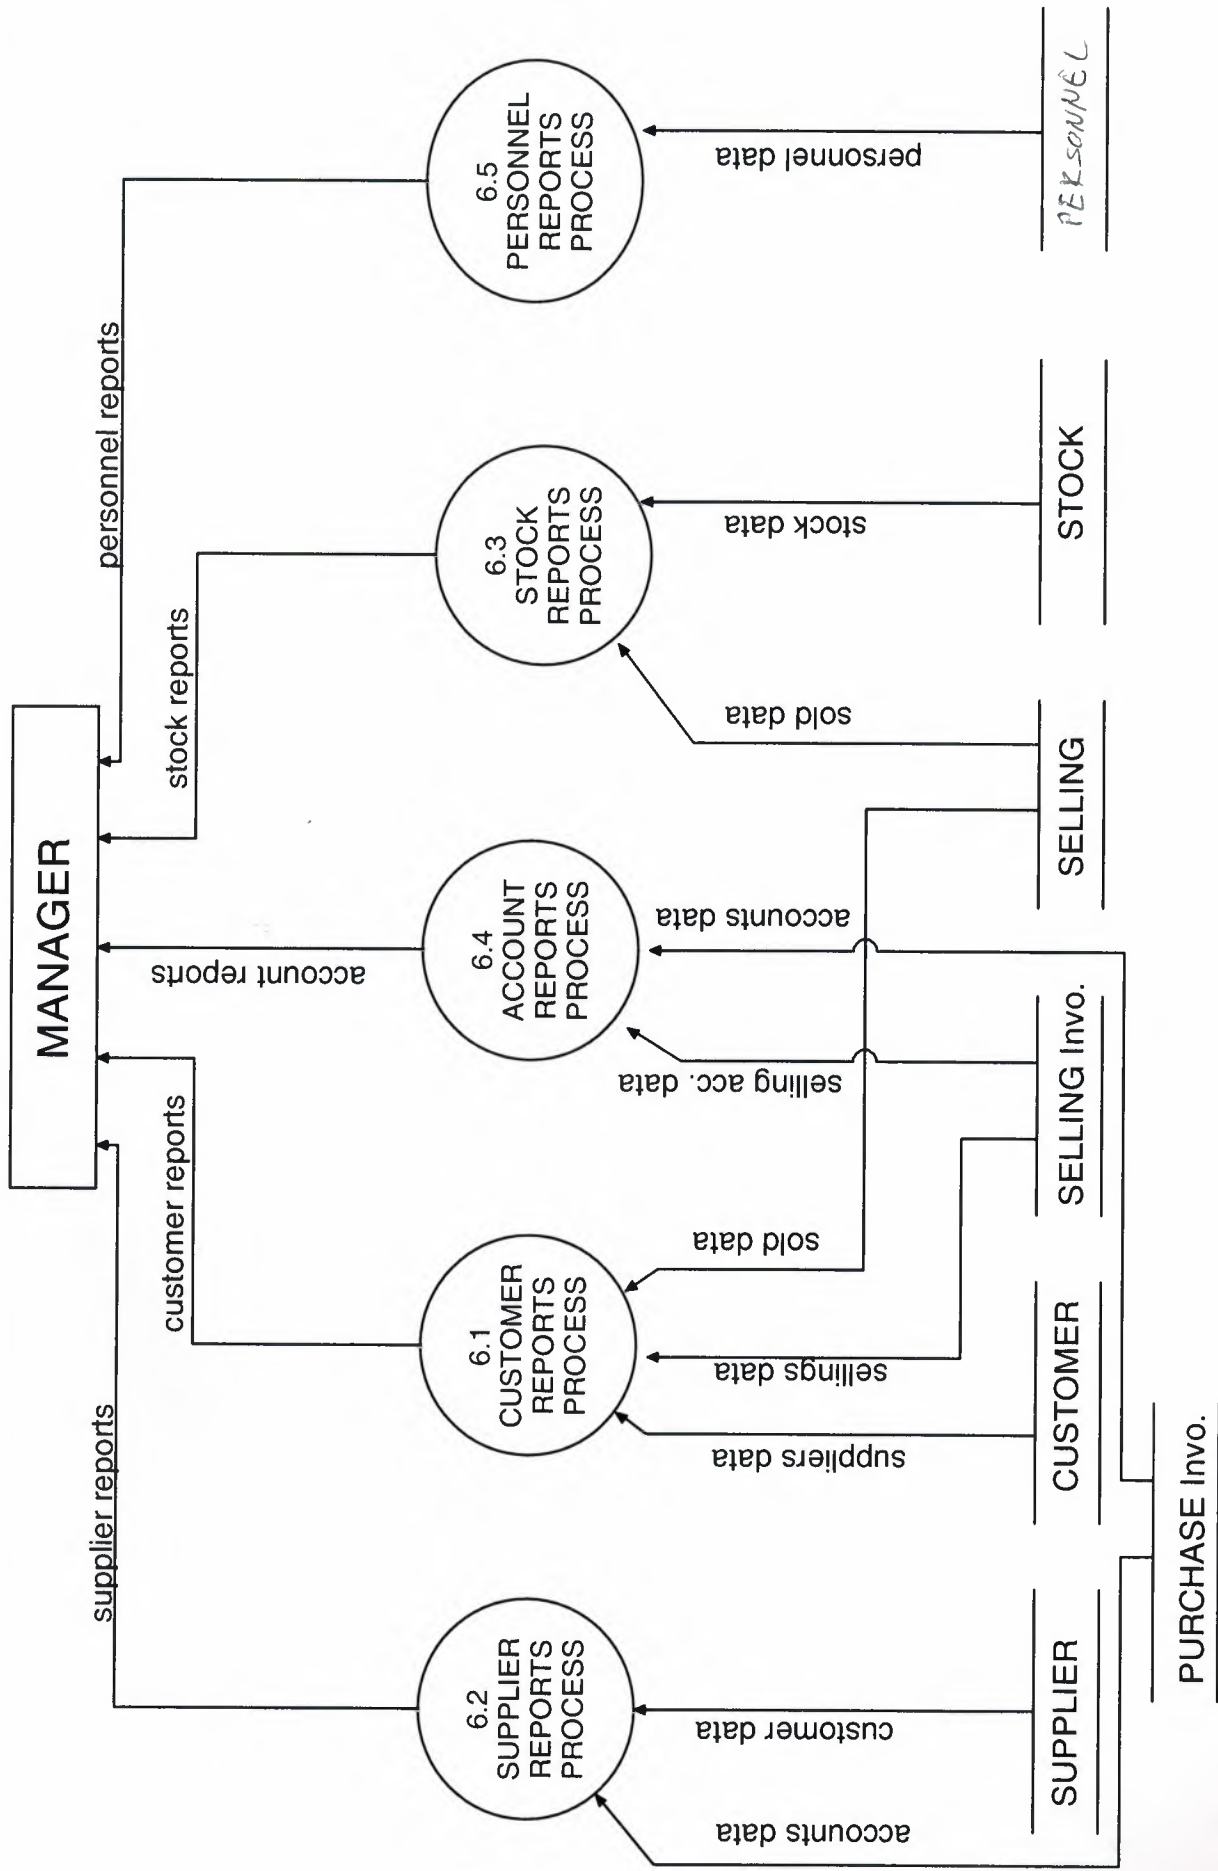 MANAGER
supplier reports
customer reports
account reports
stock reports
personnel reports
6.2
SUPPLIER
REPORTS
PROCESS
6.1
CUSTOMER
REPORTS
PROCESS
6.4
ACCOUNT
REPORTS
PROCESS
6.3
STOCK
REPORTS
PROCESS
6.5
PERSONNEL
REPORTS
PROCESS
accounts data
customer data
suppliers data
sellings data
sold data
selling acc. data
accounts data
sold data
stock data
personnel data
SUPPLIER
CUSTOMER
SELLING Invo.
SELLING
STOCK
PERSONNEL
PURCHASE Invo.